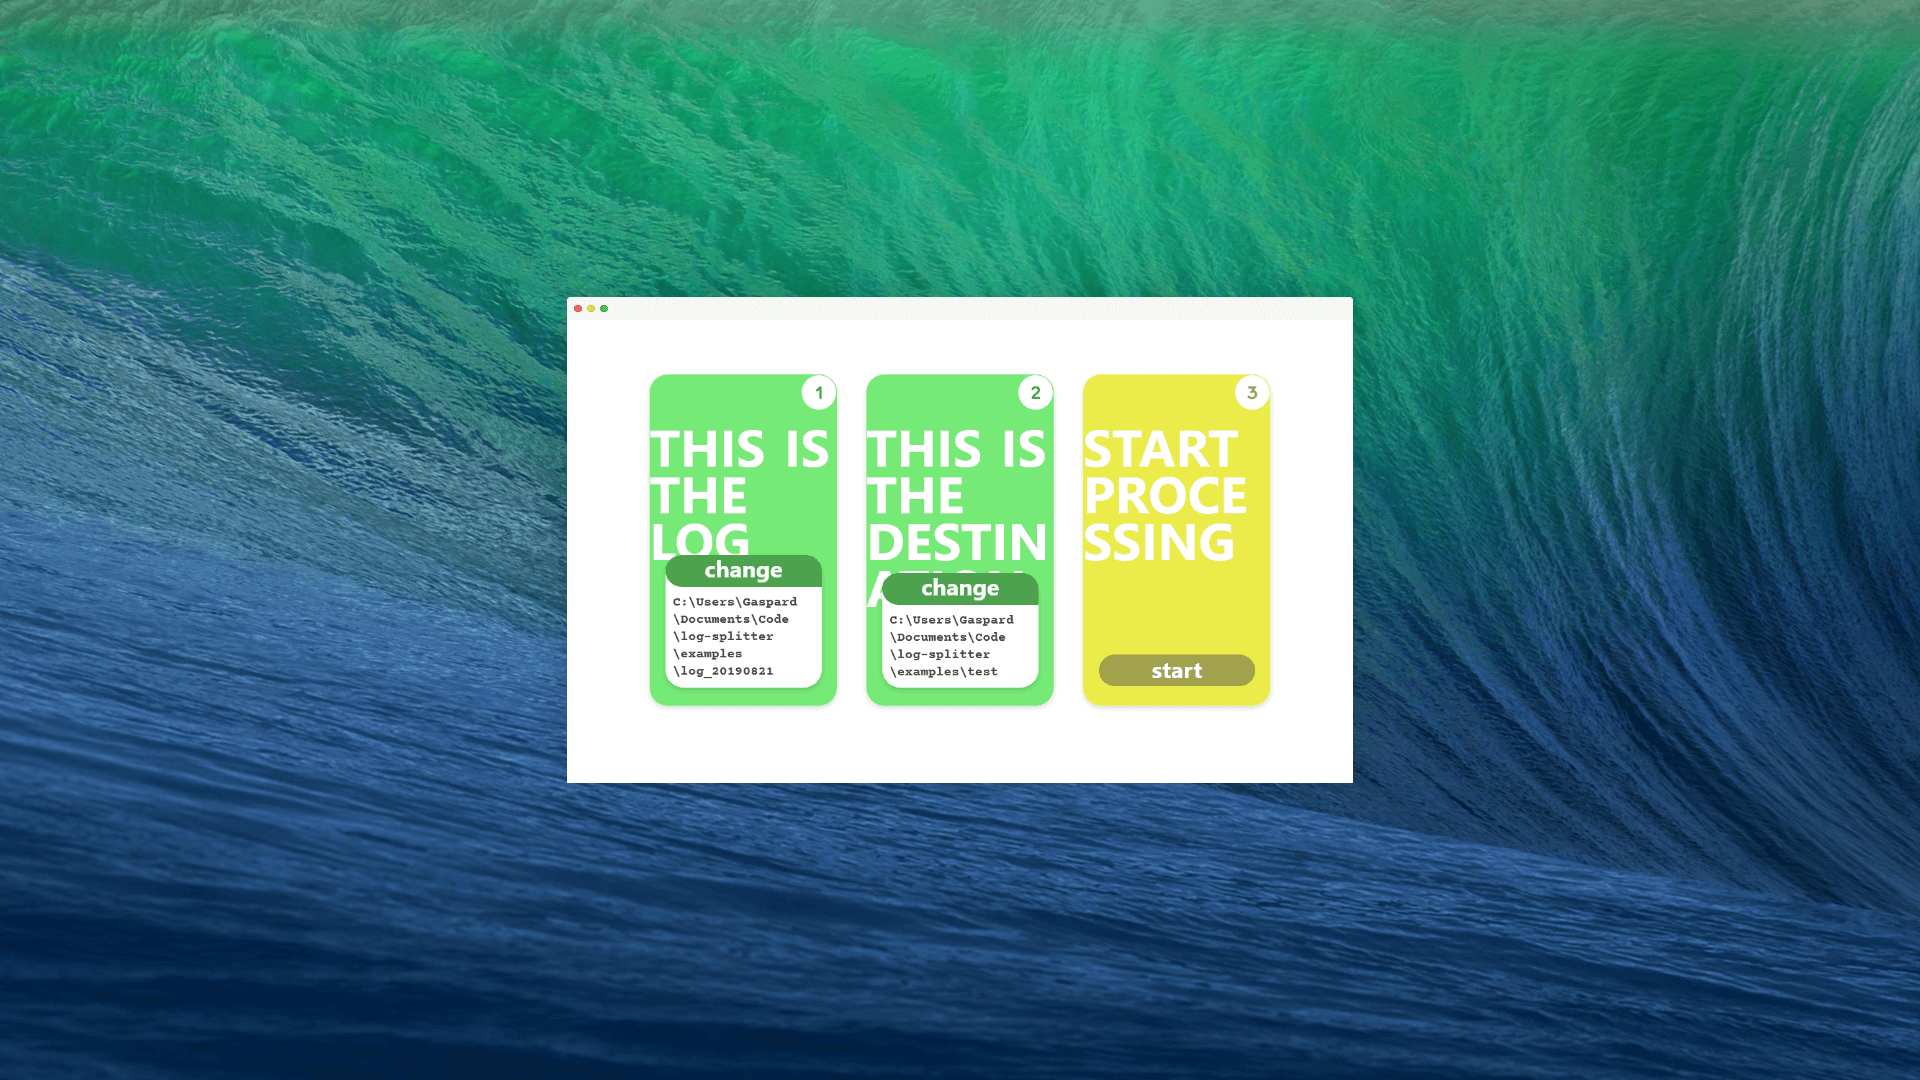 1
THIS IS
THE
LOG
change
C:\Users\Gaspard
\Documents\Code
\log-splitter
\examples
\log_20190821
2
THIS IS
THE
DESTIN
ATION
change
C:\Users\Gaspard
\Documents\Code
\log-splitter
\examples\test
3
START
PROCE
SSING
start